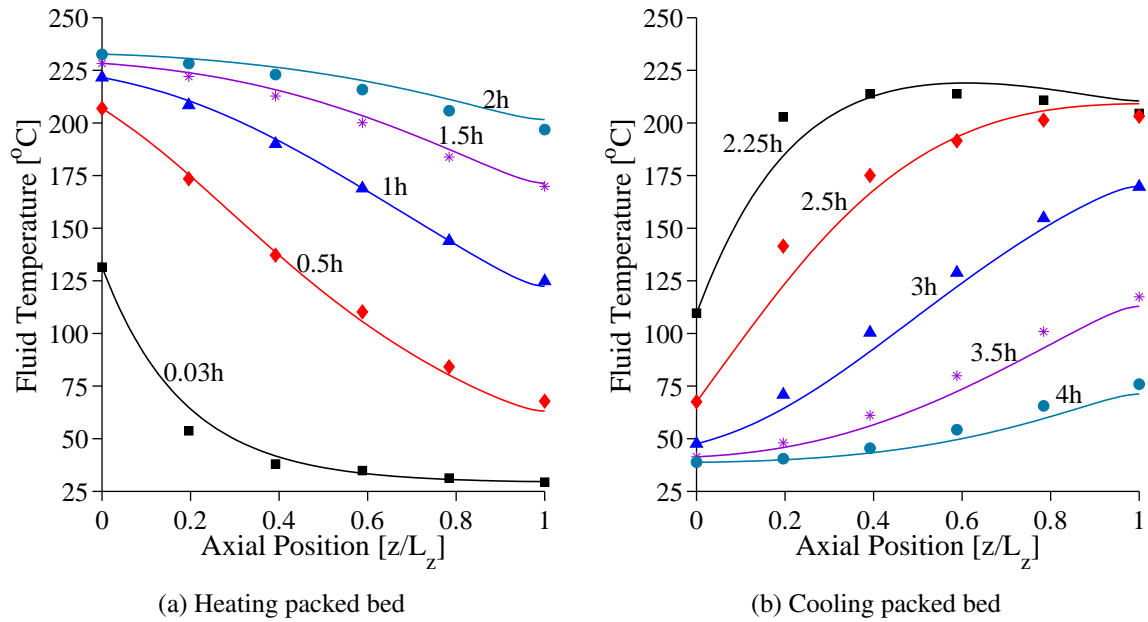 250
225
200
175
150
125
100
75
50
25
Fluid Temperature [°C]
2h
1.5h
1h
0.5h
0.03h
0 0.2 0.4 0.6 0.8 1
Axial Position [z/L_z]
(a) Heating packed bed
250
225
200
175
150
125
100
75
50
25
Fluid Temperature [°C]
2.25h
2.5h
3h
3.5h
4h
0 0.2 0.4 0.6 0.8 1
Axial Position [z/L_z]
(b) Cooling packed bed